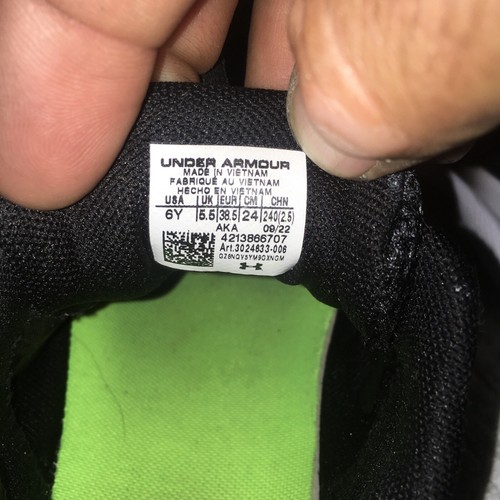 UNDER ARMOUR
MADE IN VIETNAM
FABRIQUÉ AU VIETNAM
HECHO EN VIETNAM
USA UK EUR CM CHN
6Y 5.5 38.5 24 240(2.5)
AKA 09/22
4213866707
Art.3024633-006